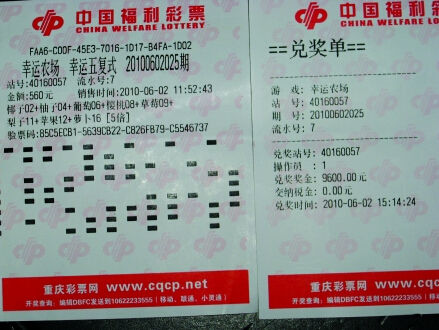 中国福利彩票
CHINA WELFARE LOTTERY
FAA6-C00F-45E3-7016-1D17-B4FA-1D02
幸运农场 幸运五复式 20100602025期
站号:40160057 流水号:7
金额:560元 销售时间:2010-06-02 11:52:43
椰子02+柚子04+葡萄06+樱桃08+草莓09+
梨子11+苹果12+萝卜16 [5倍]
验票码:85C5ECB1-5639CB22-C826FB79-C5546737
重庆彩票网 www.cqcp.net
开奖查询：编辑DBFC发送到10622233555（移动、联通、小灵通）
中国福利彩票
CHINA WELFARE LOTTERY
==兑奖单==
游 戏: 幸运农场
站 号: 40160057
期 号: 20100602025
流水号: 7
兑奖站号: 40160057
操作员 : 1
兑奖奖金: 9600.00元
交纳税金: 0.00元
兑奖时间: 2010-06-02 15:14:24
重庆彩票网 www.cqcp
开奖查询：编辑DBFC发送到10622233555（移动